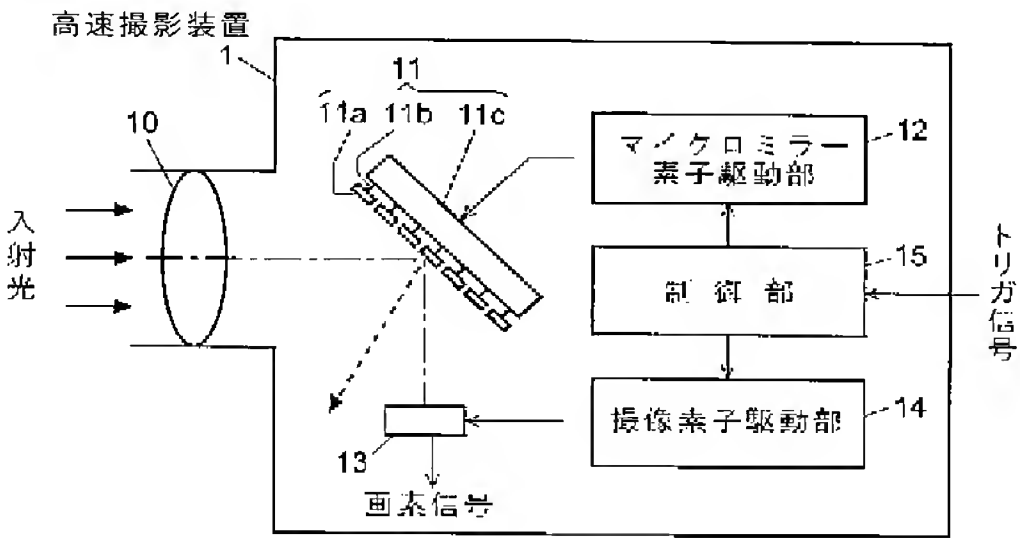 高速撮影装置
1
11
11a 11b 11c
10
12
マイクロミラー
素子駆動部
入射光
15
制御部
トリガ信号
14
撮像素子駆動部
13
画素信号